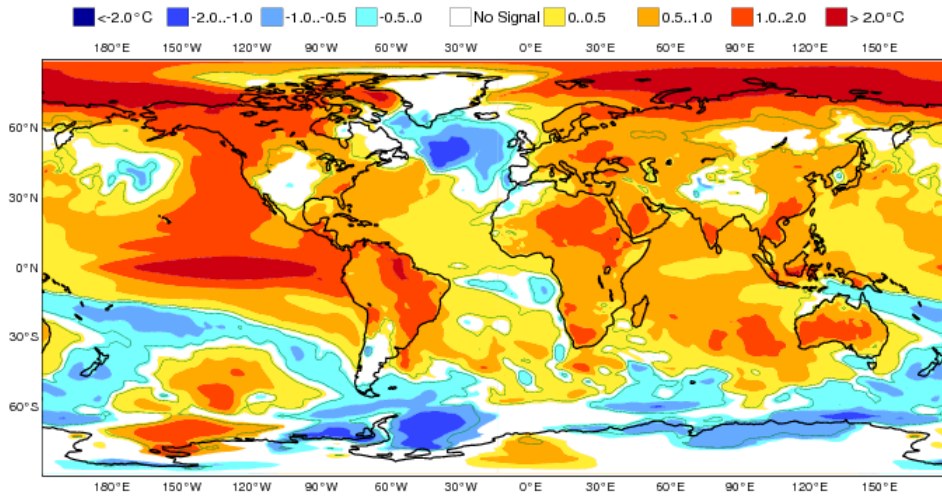 <-2.0°C -2.0..-1.0 -1.0..-0.5 -0.5..0 No Signal 0..0.5 0.5..1.0 1.0..2.0 > 2.0°C
180°E 150°W 120°W 90°W 60°W 30°W 0°E 30°E 60°E 90°E 120°E 150°E
60°N
30°N
0°N
30°S
60°S
180°E 150°W 120°W 90°W 60°W 30°W 0°E 30°E 60°E 90°E 120°E 150°E